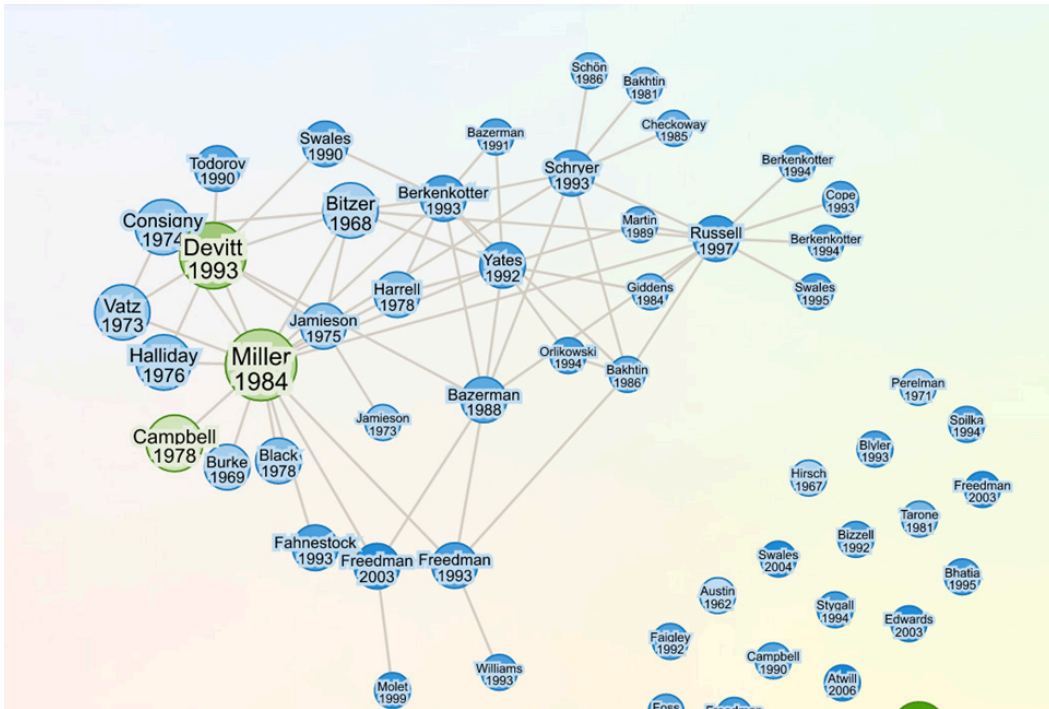 Schön
1986
Bakhtin
1981
Checkoway
1985
Bazerman
1991
Swales
1990
Todorov
1990
Berkenkotter
1994
Schryer
1993
Berkenkotter
1993
Cope
1993
Bitzer
1968
Consigny
1974
Martin
1989
Russell
1997
Berkenkotter
1994
Devitt
1993
Yates
1992
Harrell
1978
Giddens
1984
Swales
1995
Vatz
1973
Jamieson
1975
Halliday
1976
Miller
1984
Orlikowski
1994
Bakhtin
1986
Perelman
1971
Bazerman
1988
Jamieson
1973
Spilka
1994
Campbell
1978
Blyler
1993
Burke
1969
Black
1978
Hirsch
1967
Freedman
2003
Tarone
1981
Bizzell
1992
Fahnestock
1993
Freedman
2003
Freedman
1993
Swales
2004
Bhatia
1995
Austin
1962
Stygall
1994
Edwards
2003
Faigley
1992
Campbell
1990
Williams
1993
Molet
1999
Atwill
2006
Foss
Freedman